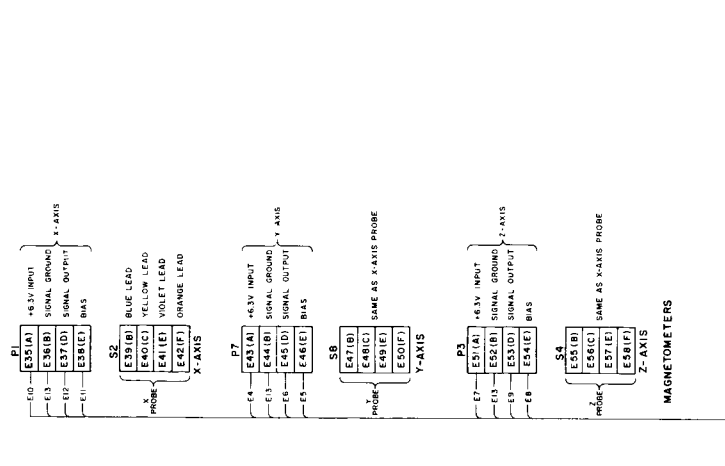 P1
E10 E35(A) +6.3V INPUT
E13 E36(B) SIGNAL GROUND
E12 E37(D) SIGNAL OUTPUT
E11 E38(E) BIAS
X-AXIS
S2
E39(B) BLUE LEAD
E40(C) YELLOW LEAD
E41(E) VIOLET LEAD
E42(F) ORANGE LEAD
X
PROBE
X-AXIS
P7
E4 E43(A) +6.3V INPUT
E13 E44(B) SIGNAL GROUND
E6 E45(D) SIGNAL OUTPUT
E5 E46(E) BIAS
Y AXIS
S8
E47(B)
E48(C)
E49(E)
E50(F)
SAME AS X-AXIS PROBE
Y
PROBE
Y-AXIS
P3
E7 E51(A) +6.3V INPUT
E13 E52(B) SIGNAL GROUND
E9 E53(D) SIGNAL OUTPUT
E8 E54(E) BIAS
Z-AXIS
S4
E55(B)
E56(C)
E57(E)
E58(F)
SAME AS X-AXIS PROBE
Z
PROBE
Z-AXIS
MAGNETOMETERS